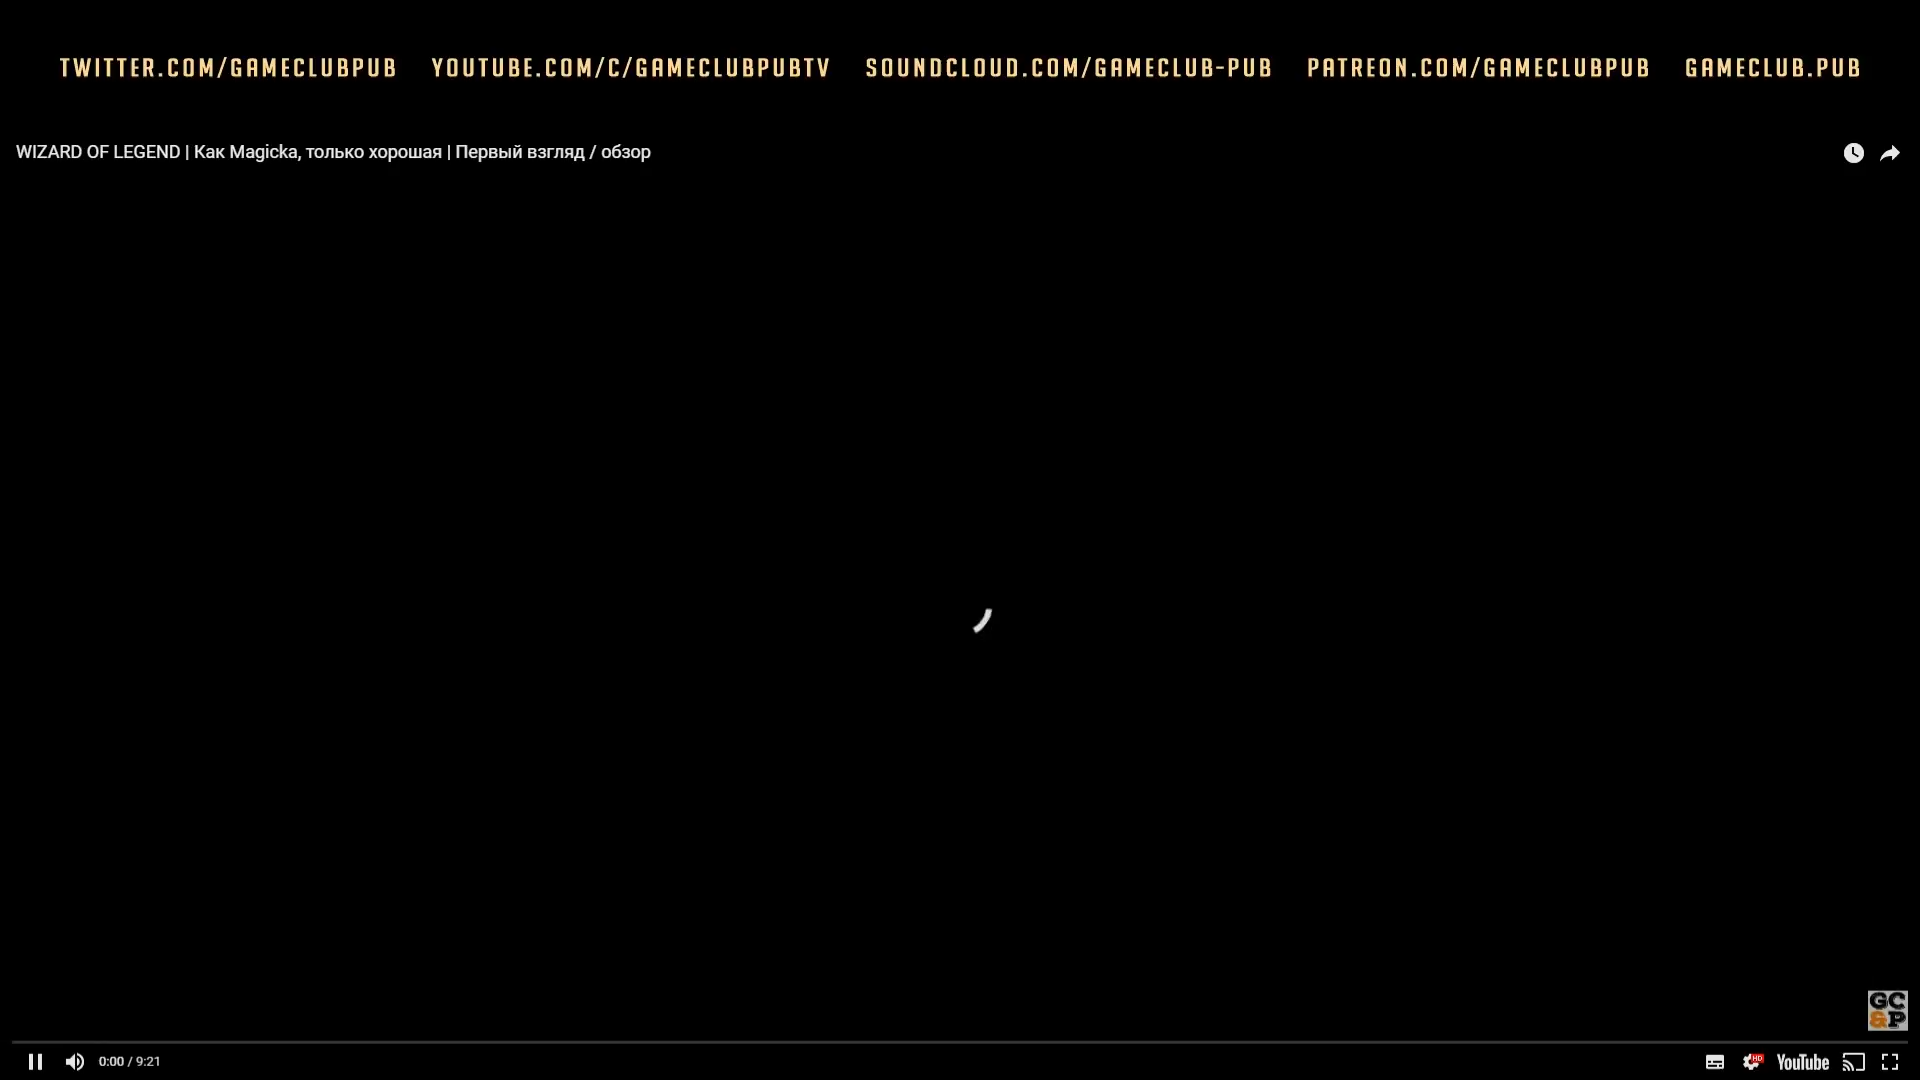 TWITTER.COM/GAMECLUBPUB YOUTUBE.COM/C/GAMECLUBPUBTV SOUNDCLOUD.COM/GAMECLUB-PUB PATREON.COM/GAMECLUBPUB GAMECLUB.PUB
WIZARD OF LEGEND | Как Magicka, только хорошая | Первый взгляд / обзор
GC
&P
0:00 / 9:21
HD
YouTube